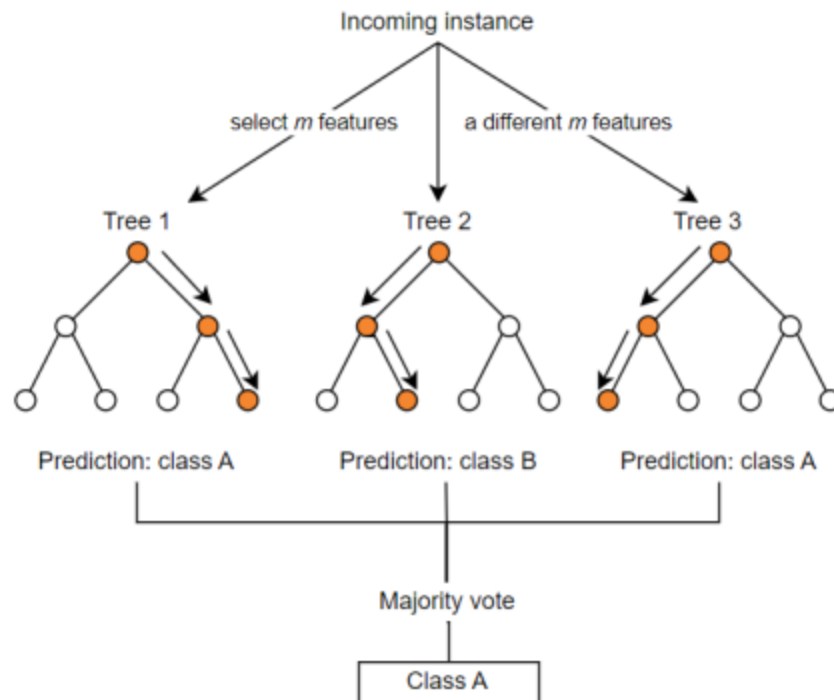 Incoming instance
select m features
a different m features
Tree 1
Tree 2
Tree 3
Prediction: class A
Prediction: class B
Prediction: class A
Majority vote
Class A